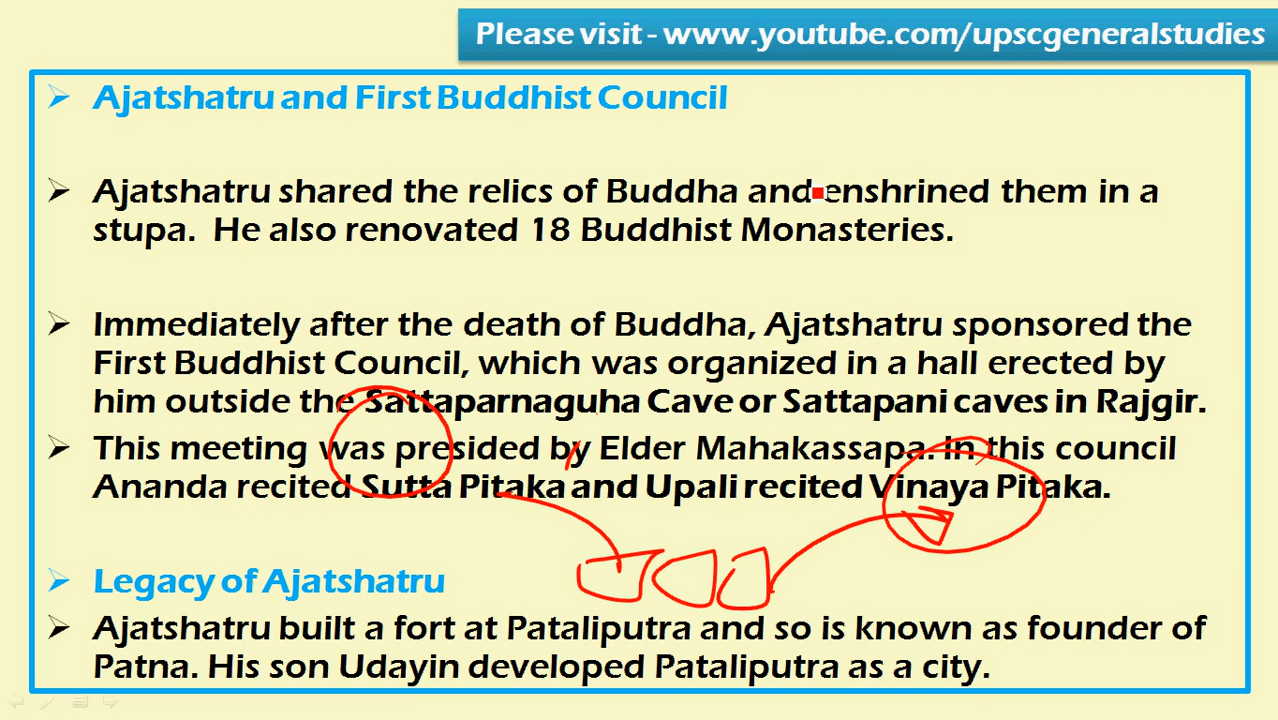 Please visit - www.youtube.com/upscgeneralstudies
Ajatshatru and First Buddhist Council
Ajatshatru shared the relics of Buddha and enshrined them in a
stupa. He also renovated 18 Buddhist Monasteries.
Immediately after the death of Buddha, Ajatshatru sponsored the
First Buddhist Council, which was organized in a hall erected by
him outside the Sattaparnaguha Cave or Sattapani caves in Rajgir.
This meeting was presided by Elder Mahakassapa. In this council
Ananda recited Sutta Pitaka and Upali recited Vinaya Pitaka.
Legacy of Ajatshatru
Ajatshatru built a fort at Pataliputra and so is known as founder of
Patna. His son Udayin developed Pataliputra as a city.